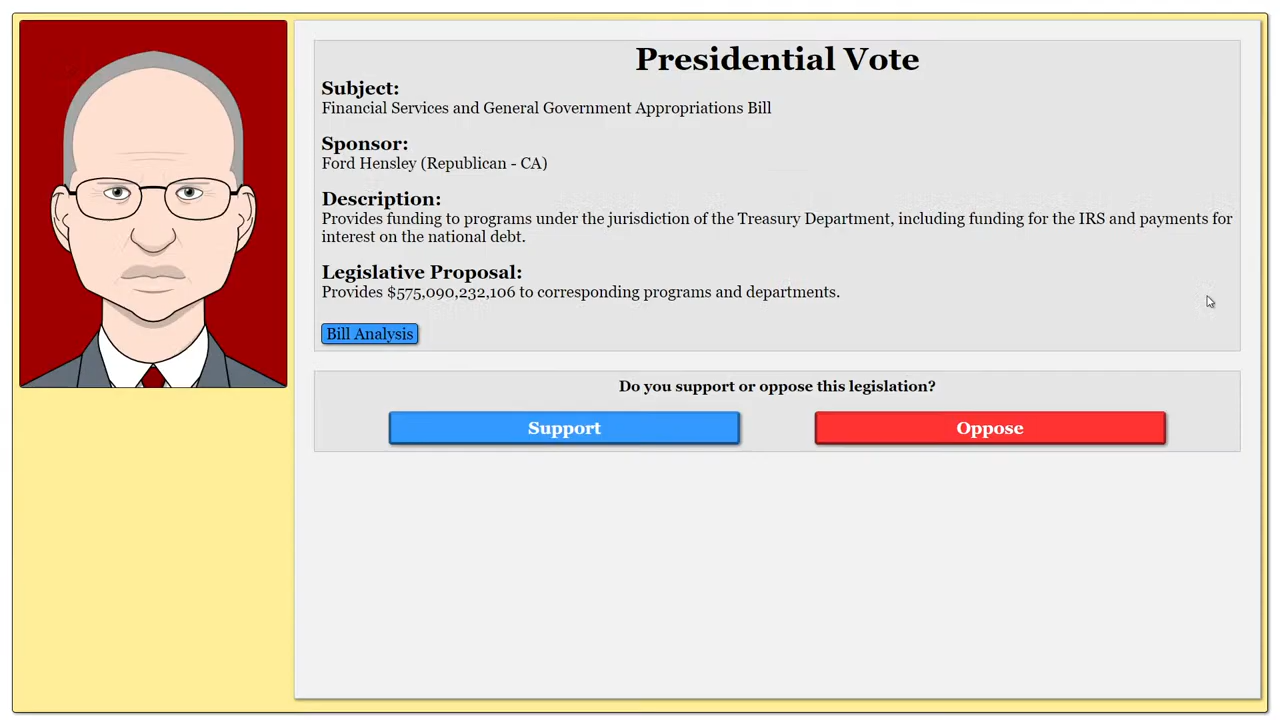 Presidential Vote
Subject:
Financial Services and General Government Appropriations Bill
Sponsor:
Ford Hensley (Republican - CA)
Description:
Provides funding to programs under the jurisdiction of the Treasury Department, including funding for the IRS and payments for
interest on the national debt.
Legislative Proposal:
Provides $575,090,232,106 to corresponding programs and departments.
Bill Analysis
Do you support or oppose this legislation?
Support
Oppose